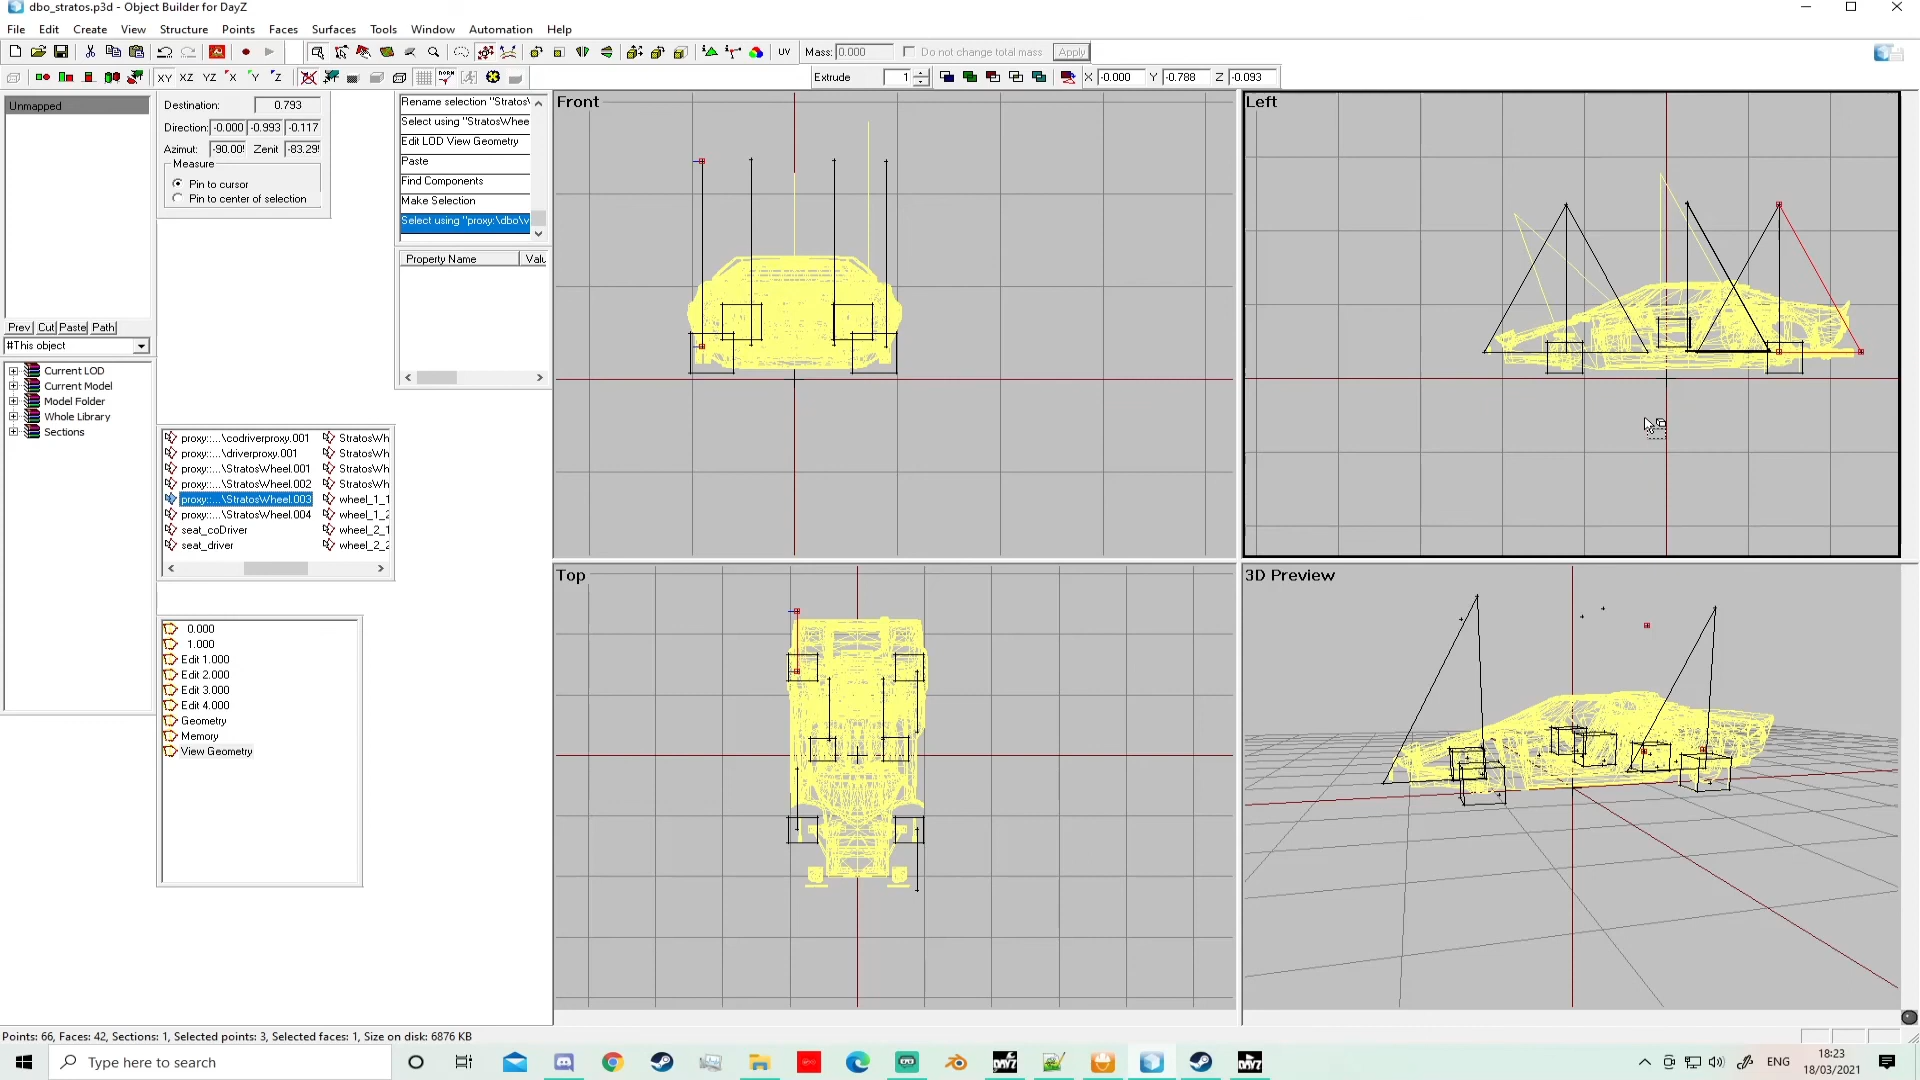 dbo_stratos.p3d - Object Builder for DayZ
File Edit Create View Structure Points Faces Surfaces Tools Window Automation Help
UV Mass: 0.000 Do not change total mass Apply
XY XZ YZ X Y Z Extrude 1 X -0.000 Y -0.788 Z -0.093
Unmapped
Prev Cut Paste Path
#This object
Current LOD
Current Model
Model Folder
Whole Library
Sections
Destination: 0.793
Direction: -0.000 -0.993 -0.117
Azimut: -90.00 Zenit -83.29
Measure
Pin to cursor
Pin to center of selection
Rename selection "Stratos
Select using "StratosWhee
Edit LOD View Geometry
Paste
Find Components
Make Selection
Select using "proxy:\dbo\v
Property Name Valu
proxy:...\codriverproxy.001 StratosWh
proxy:...\driverproxy.001 StratosWh
proxy:...\StratosWheel.001 StratosWh
proxy:...\StratosWheel.002 StratosWh
proxy:...\StratosWheel.003 wheel_1_1
proxy:...\StratosWheel.004 wheel_1_2
seat_coDriver wheel_2_1
seat_driver wheel_2_2
0.000
1.000
Edit 1.000
Edit 2.000
Edit 3.000
Edit 4.000
Geometry
Memory
View Geometry
Front
Left
Top
3D Preview
Points: 66, Faces: 42, Sections: 1, Selected points: 3, Selected faces: 1, Size on disk: 6876 KB
Type here to search
ENG
18:23
18/03/2021